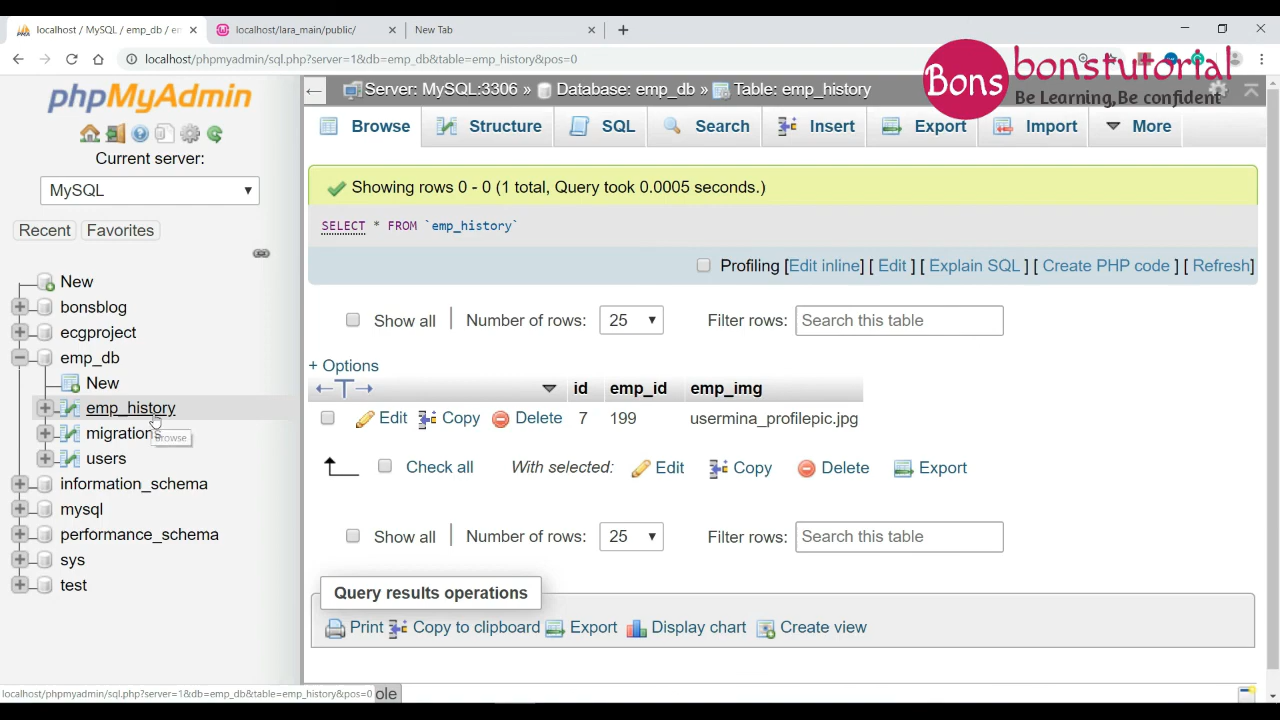 localhost / MySQL / emp_db / em
localhost/lara_main/public/
New Tab
localhost/phpmyadmin/sql.php?server=1&db=emp_db&table=emp_history&pos=0
Bons
bonstutorial
Be Learning,Be confident
phpMyAdmin
Current server:
MySQL
Recent
Favorites
New
bonsblog
ecgproject
emp_db
New
emp_history
migrations
Browse
users
information_schema
mysql
performance_schema
sys
test
Server: MySQL:3306 » Database: emp_db » Table: emp_history
Browse Structure SQL Search Insert Export Import More
Showing rows 0 - 0 (1 total, Query took 0.0005 seconds.)
SELECT * FROM `emp_history`
Profiling [Edit inline] [ Edit ] [ Explain SQL ] [ Create PHP code ] [ Refresh]
Show all Number of rows: 25 Filter rows: Search this table
+ Options
←T→ id emp_id emp_img
Edit Copy Delete 7 199 usermina_profilepic.jpg
Check all With selected: Edit Copy Delete Export
Show all Number of rows: 25 Filter rows: Search this table
Query results operations
Print Copy to clipboard Export Display chart Create view
localhost/phpmyadmin/sql.php?server=1&db=emp_db&table=emp_history&pos=0
ole